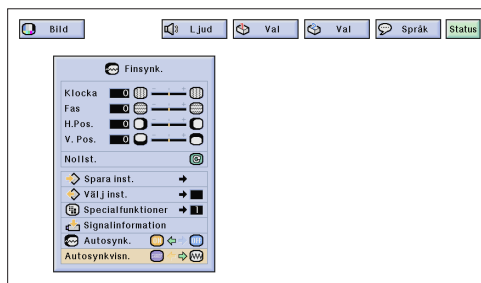 Bild Ljud Val Val Språk Status
Finsynk.
Klocka 0
Fas 0
H.Pos. 0
V. Pos. 0
Nollst.
Spara inst.
Välj inst.
Specialfunktioner 1
Signalinformation
Autosynk.
Autosynkvisn.